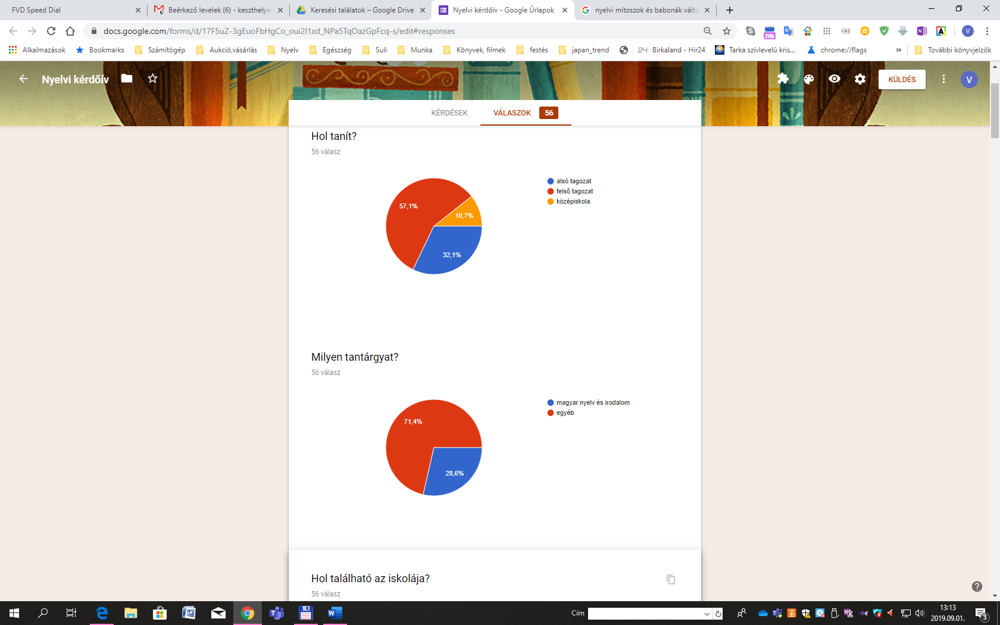 FVD Speed Dial
Beérkező levelek (6) - keszthelyiv
Keresési találatok – Google Drive
Nyelvi kérdőív - Google Űrlapok
nyelvi mítoszok és babonák válto
docs.google.com/forms/d/17F5uZ-3gEuoFbHgCo_oui2l1xd_NPa5TqOazGpFcq-s/edit#responses
20h
V
Alkalmazások
Bookmarks
Számítógép
Aukció,vásárlás
Nyelv
Egészség
Suli
Munka
Könyvek, filmek
festés
japan_trend
24 Birkaland - Hir24
Tarka szívlevelű kris...
chrome://flags
»
További könyvjelzők
Nyelvi kérdőív
KÜLDÉS
V
KÉRDÉSEK
VÁLASZOK 56
Hol tanít?
56 válasz
alsó tagozat
felső tagozat
középiskola
57,1%
10,7%
32,1%
Milyen tantárgyat?
56 válasz
magyar nyelv és irodalom
egyéb
71,4%
28,6%
Hol található az iskolája?
56 válasz
Cím
13:13
2019.09.01.
3